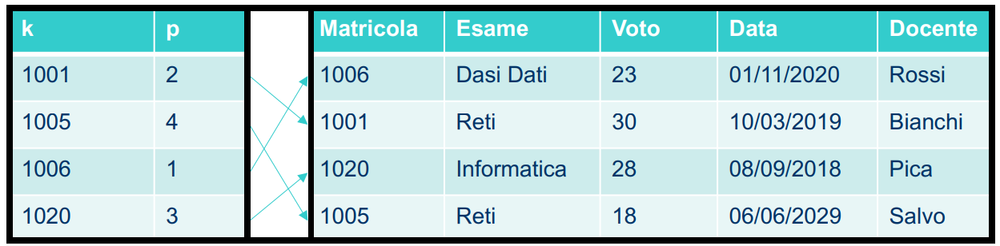 k p Matricola Esame Voto Data Docente
1001 2 1006 Dasi Dati 23 01/11/2020 Rossi
1005 4 1001 Reti 30 10/03/2019 Bianchi
1006 1 1020 Informatica 28 08/09/2018 Pica
1020 3 1005 Reti 18 06/06/2029 Salvo